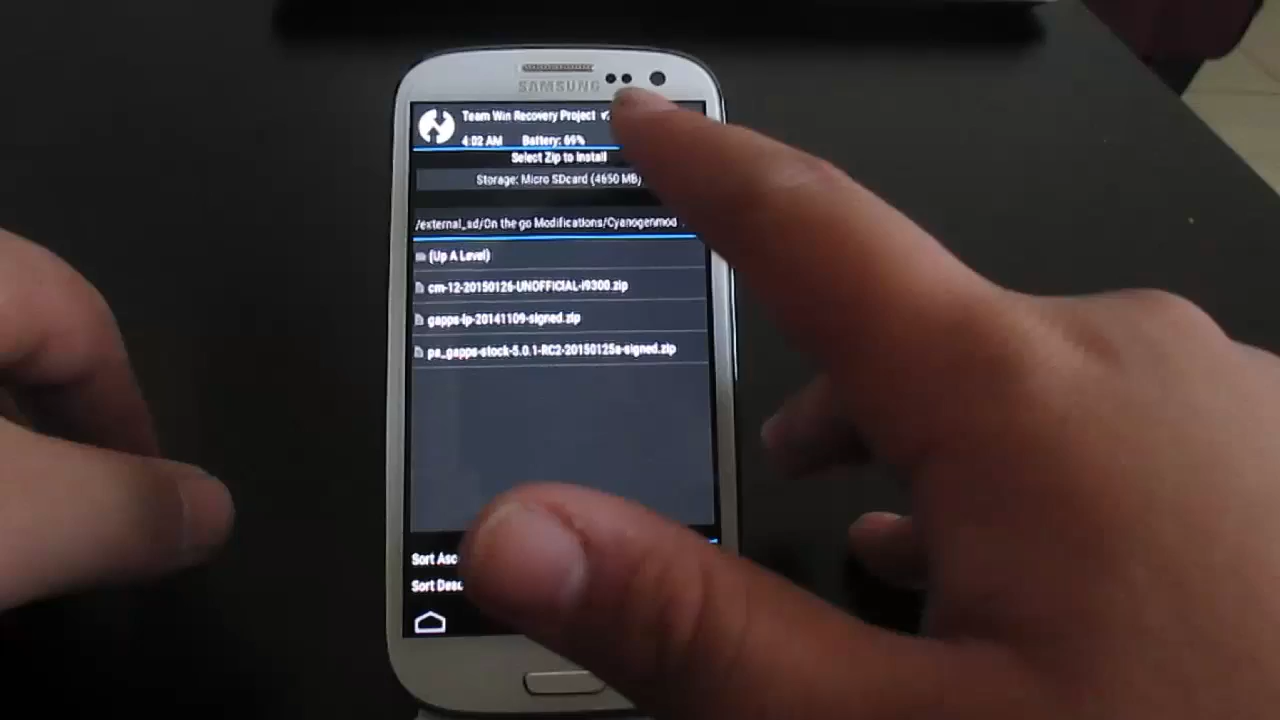 SAMSUNG
Team Win Recovery Project
4:02 AM Battery: 69%
Select Zip to Install
Storage: Micro SDcard (4650 MB)
/external_sd/On the go Modifications/Cyanogenmod
(Up A Level)
cm-12-20150126-UNOFFICIAL-i9300.zip
gapps-lp-20141109-signed.zip
pa_gapps-stock-5.0.1-RC2-20150125a-signed.zip
Sort Asc
Sort Desc